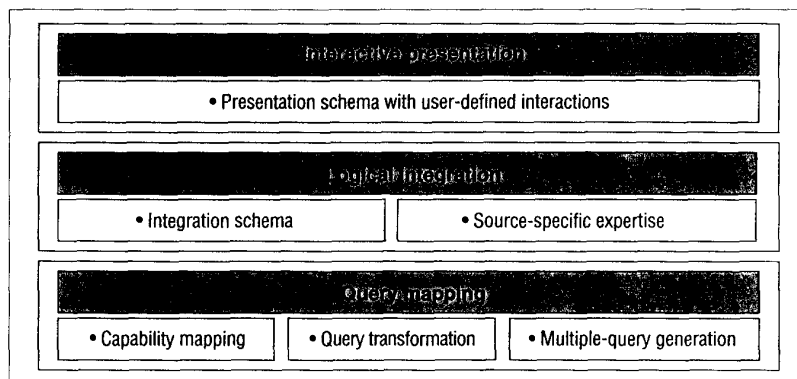 Interactive presentation
• Presentation schema with user-defined interactions
Logical integration
• Integration schema
• Source-specific expertise
Query mapping
• Capability mapping
• Query transformation
• Multiple-query generation